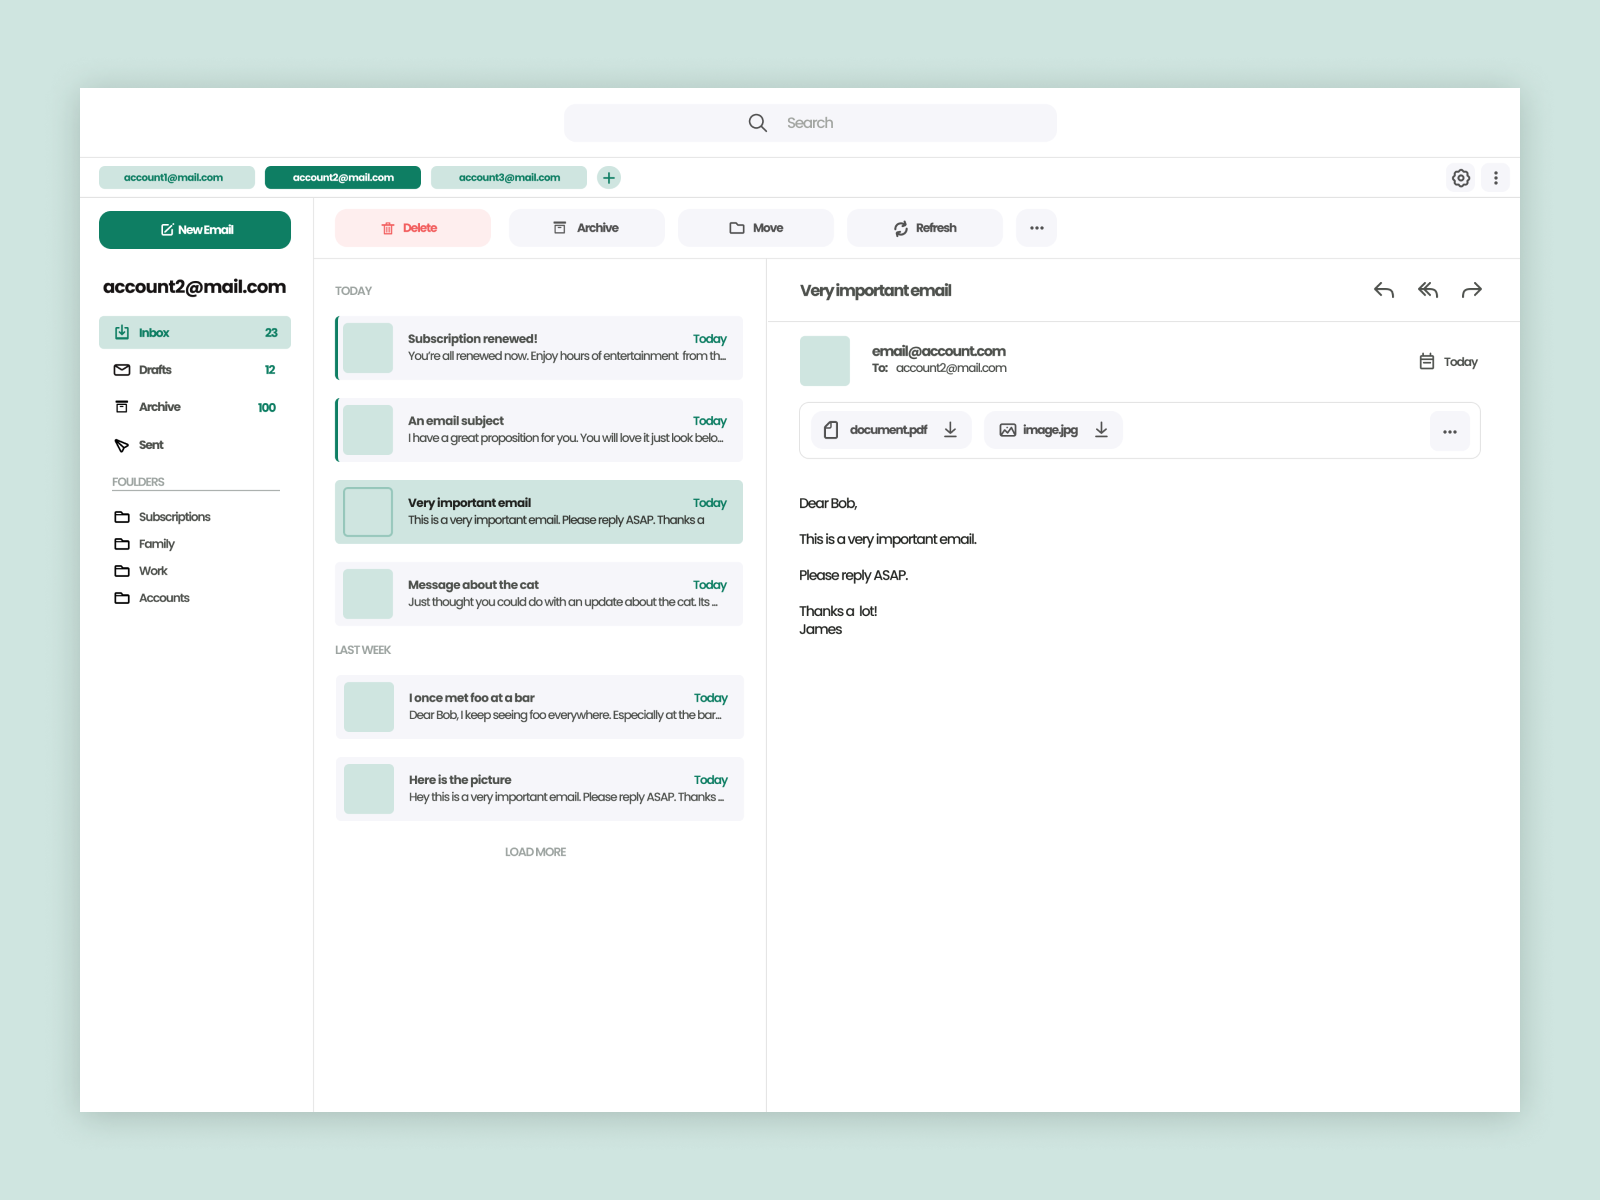 Search
account1@mail.com
account2@mail.com
account3@mail.com
New Email
Delete
Archive
Move
Refresh
account2@mail.com
Inbox 23
Drafts 12
Archive 100
Sent
FOULDERS
Subscriptions
Family
Work
Accounts
TODAY
Subscription renewed! Today
You're all renewed now. Enjoy hours of entertainment from th...
An email subject Today
I have a great proposition for you. You will love it just look belo...
Very important email Today
This is a very important email. Please reply ASAP. Thanks a
Message about the cat Today
Just thought you could do with an update about the cat. Its ...
LAST WEEK
I once met foo at a bar Today
Dear Bob, I keep seeing foo everywhere. Especially at the bar...
Here is the picture Today
Hey this is a very important email. Please reply ASAP. Thanks ...
LOAD MORE
Very important email
email@account.com
To: account2@mail.com
Today
document.pdf
image.jpg
Dear Bob,
This is a very important email.
Please reply ASAP.
Thanks a lot!
James